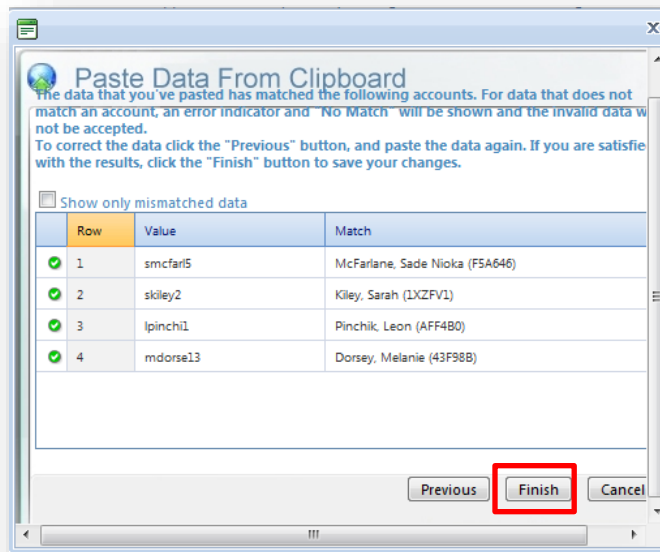 X
Paste Data From Clipboard
The data that you've pasted has matched the following accounts. For data that does not
match an account, an error indicator and "No Match" will be shown and the invalid data w
not be accepted.
To correct the data click the "Previous" button, and paste the data again. If you are satisfie
with the results, click the "Finish" button to save your changes.
Show only mismatched data
Row Value Match
1 smcfarl5 McFarlane, Sade Nioka (F5A646)
2 skiley2 Kiley, Sarah (1XZFV1)
3 lpinchi1 Pinchik, Leon (AFF4B0)
4 mdorse13 Dorsey, Melanie (43F98B)
Previous Finish Cancel